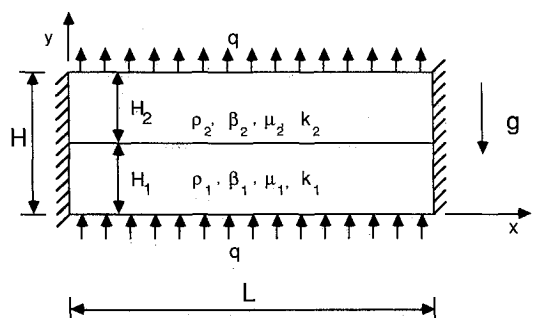 y
q
H
H₂
ρ₂, β₂, μ₂, k₂
g
H₁
ρ₁, β₁, μ₁, k₁
x
q
L